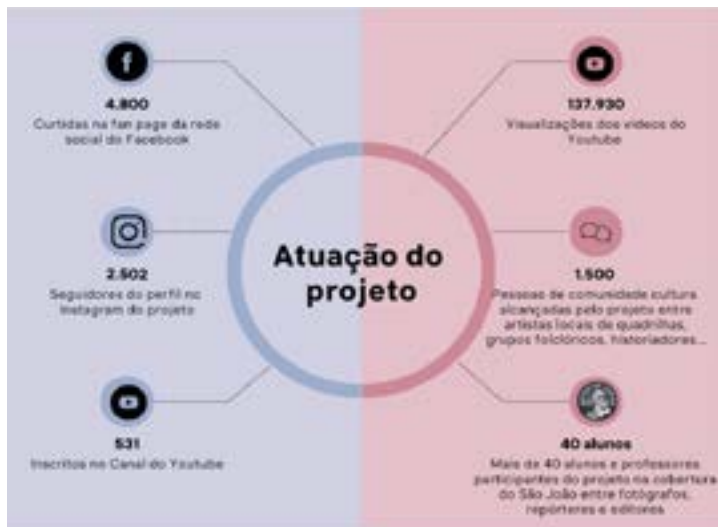 4.800
Curtidas na fan page da rede
social do Facebook
2.502
Seguidores do perfil no
Instagram do projeto
531
Inscritos no Canal do Youtube
Atuação do
projeto
137.930
Visualizações dos vídeos do
Youtube
1.500
Pessoas de comunidade cultura
alcançadas pelo projeto entre
artistas locais de quadrilhas,
grupos folclóricos, historiadores...
40 alunos
Mais de 40 alunos e professores
participantes do projeto na cobertura
do São João entre fotógrafos,
repórteres e editores